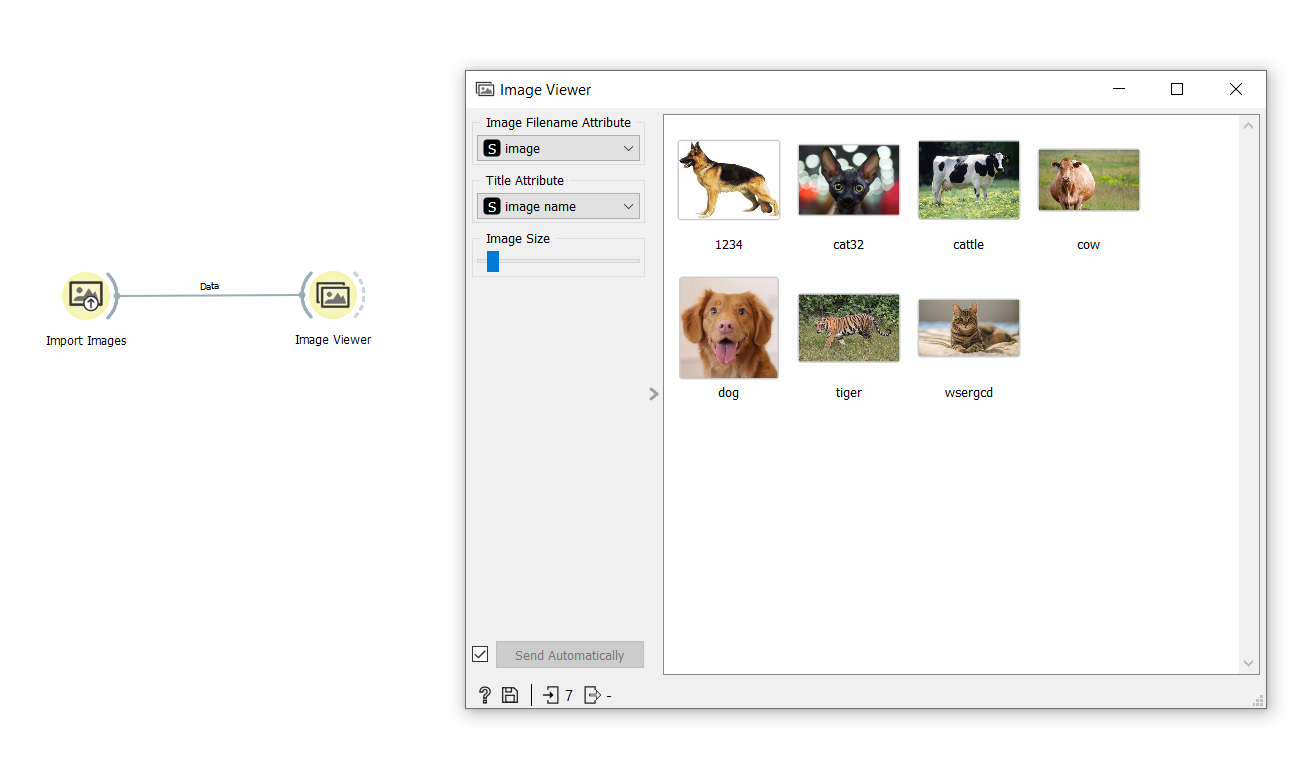 Image Viewer
Image Filename Attribute
S image
Title Attribute
S image name
Image Size
1234
cat32
cattle
cow
dog
tiger
wsergcd
Data
Import Images
Image Viewer
Send Automatically
? 7 -